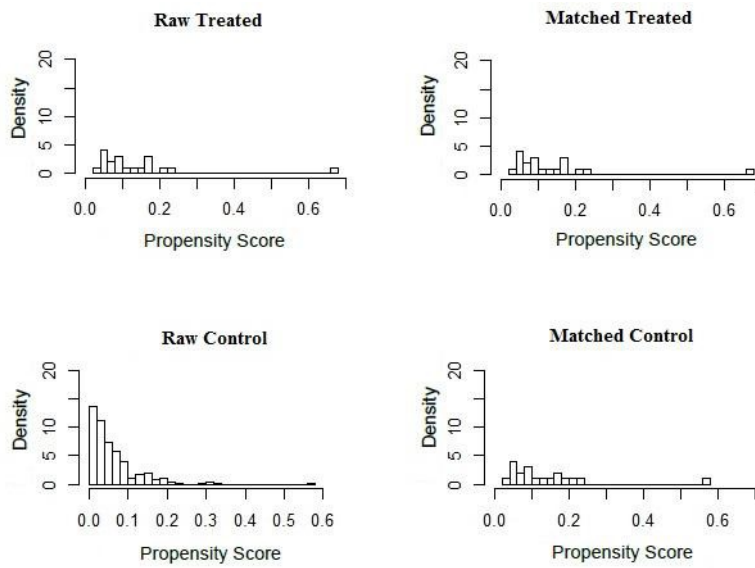 Raw Treated
Density
0 5 10 20
0.0 0.2 0.4 0.6
Propensity Score
Matched Treated
Density
0 5 10 20
0.0 0.2 0.4 0.6
Propensity Score
Raw Control
Density
0 5 10 20
0.0 0.1 0.2 0.3 0.4 0.5 0.6
Propensity Score
Matched Control
Density
0 5 10 20
0.0 0.2 0.4 0.6
Propensity Score